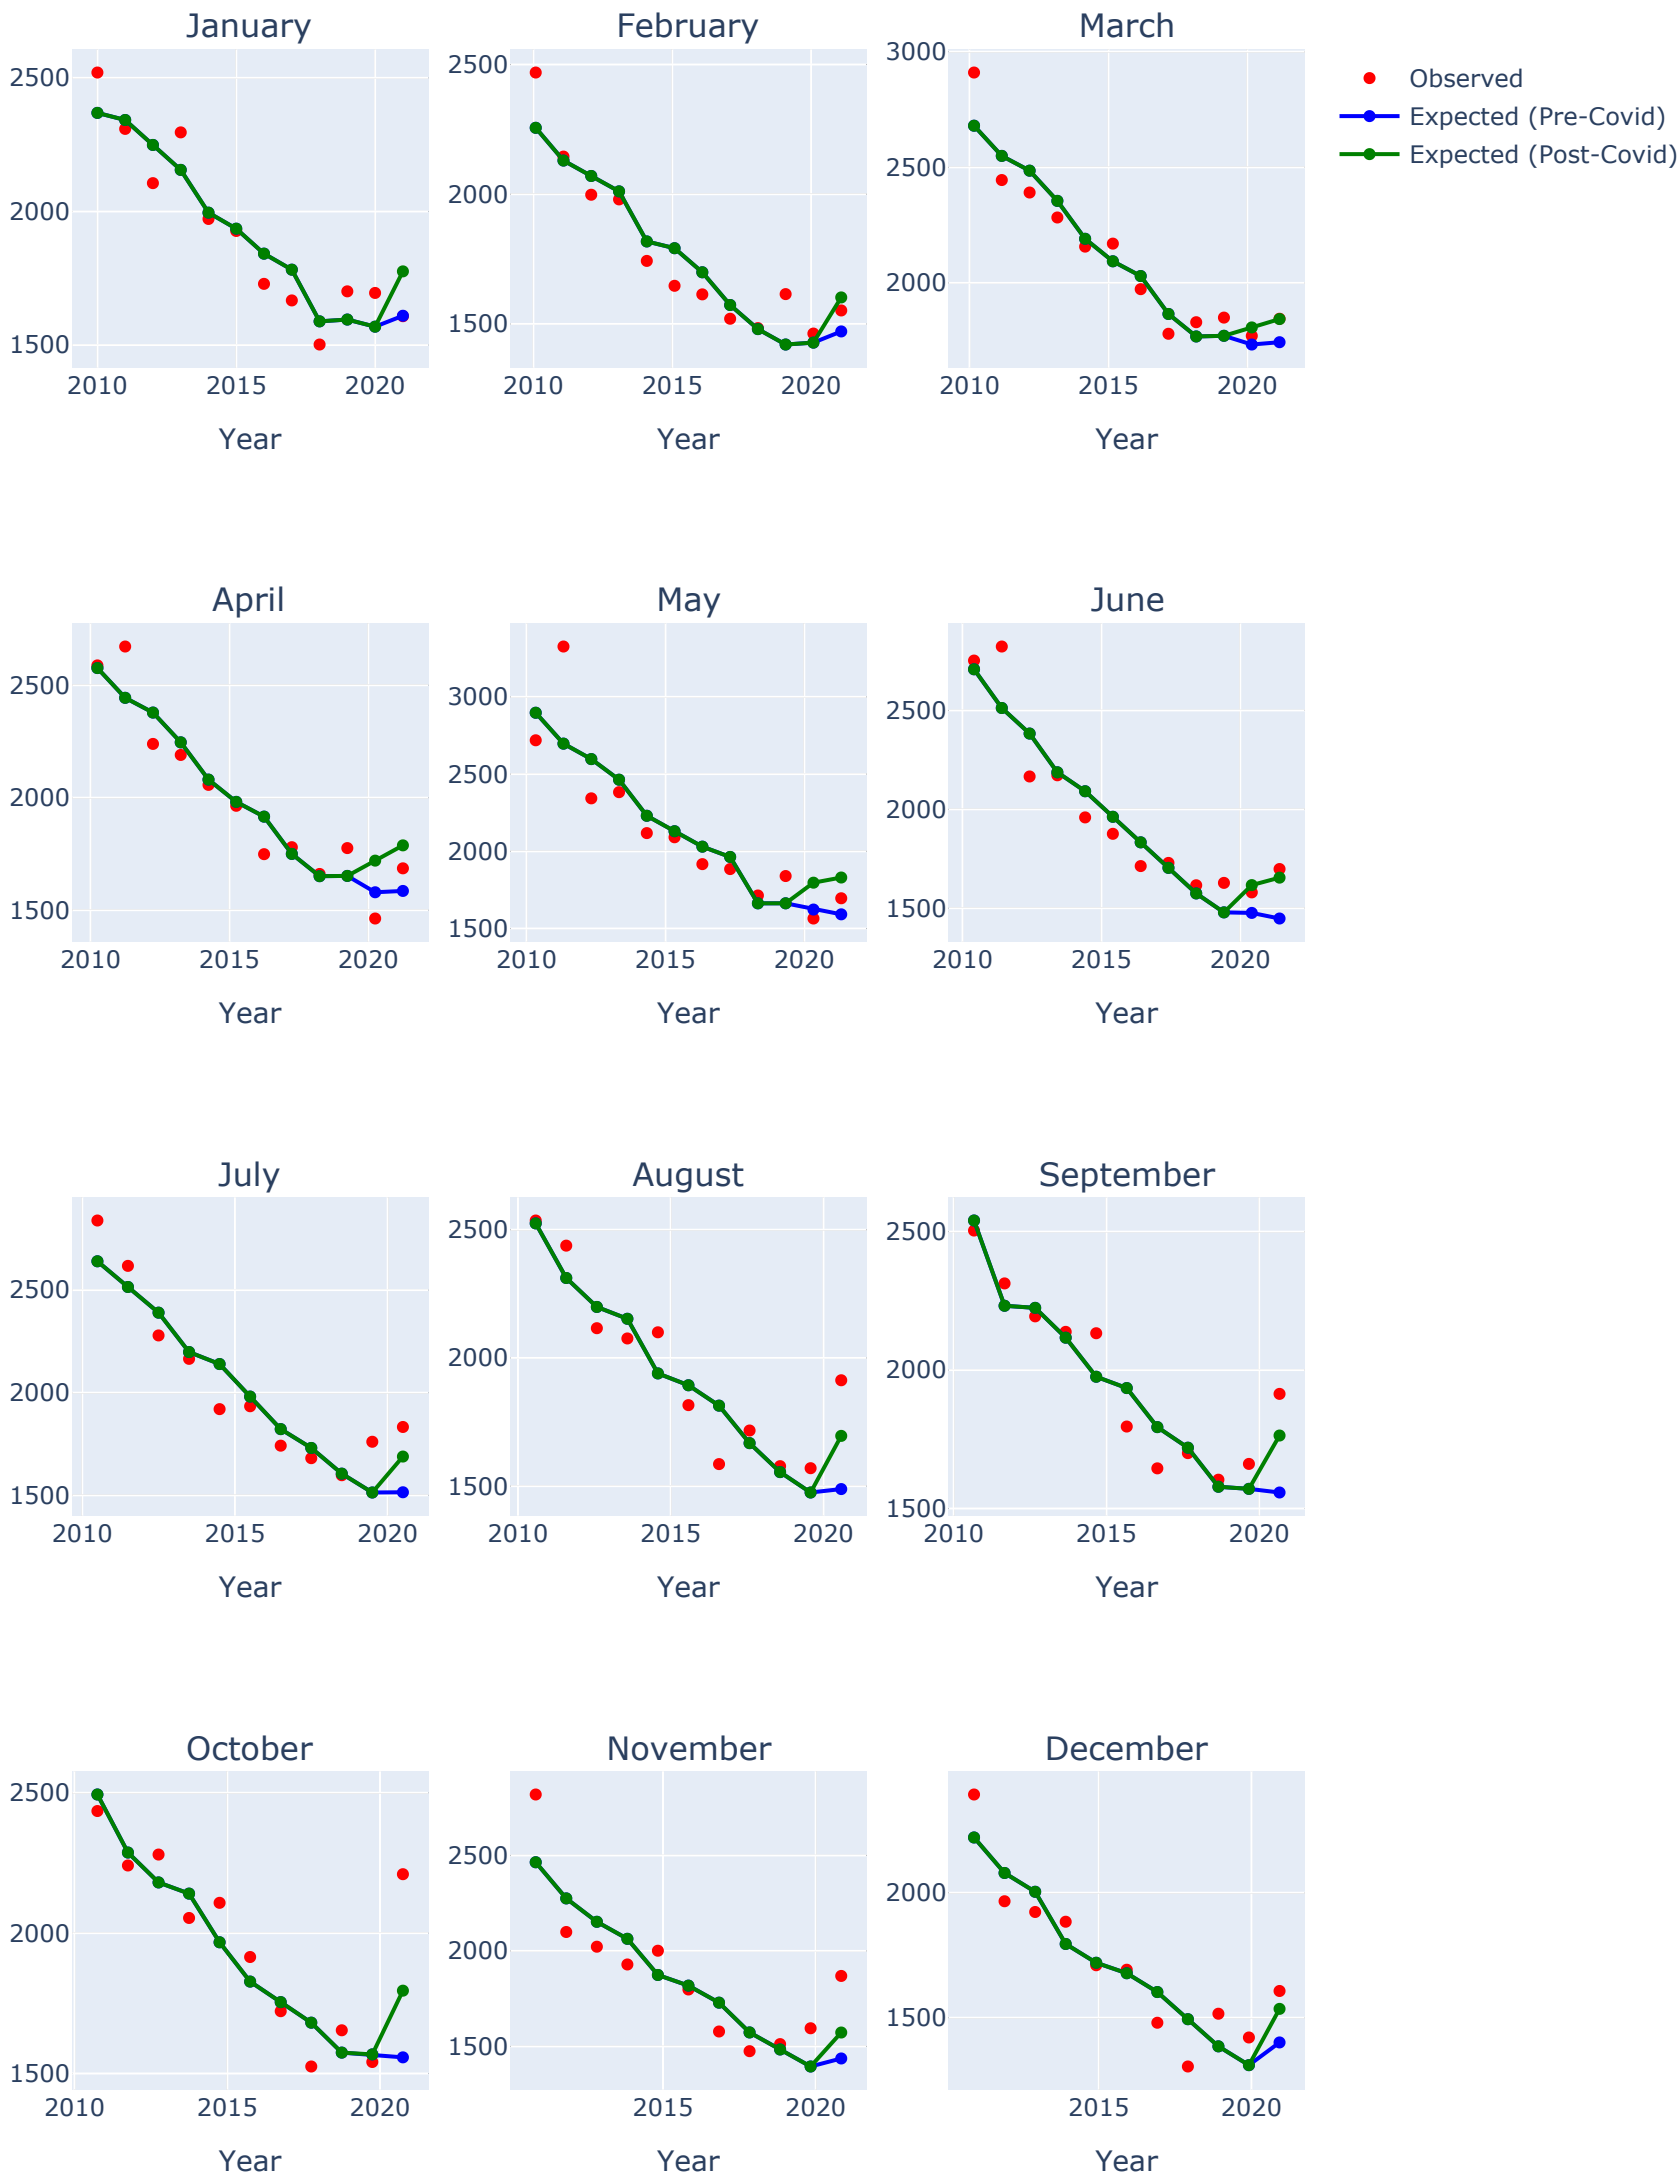 January February March
3000
2500
2000
1500
2010 2015 2020
Year
2500
2000
1500
2010 2015 2020
Year
2500
2000
2010 2015 2020
Year
Observed
Expected (Pre-Covid)
Expected (Post-Covid)
April May June
2500
2000
1500
2010 2015 2020
Year
3000
2500
2000
1500
2010 2015 2020
Year
2500
2000
1500
2010 2015 2020
Year
July August September
2500
2000
1500
2010 2015 2020
Year
2500
2000
1500
2010 2015 2020
Year
2500
2000
1500
2010 2015 2020
Year
October November December
2500
2000
1500
2010 2015 2020
Year
2500
2000
1500
2015 2020
Year
2000
1500
2015 2020
Year